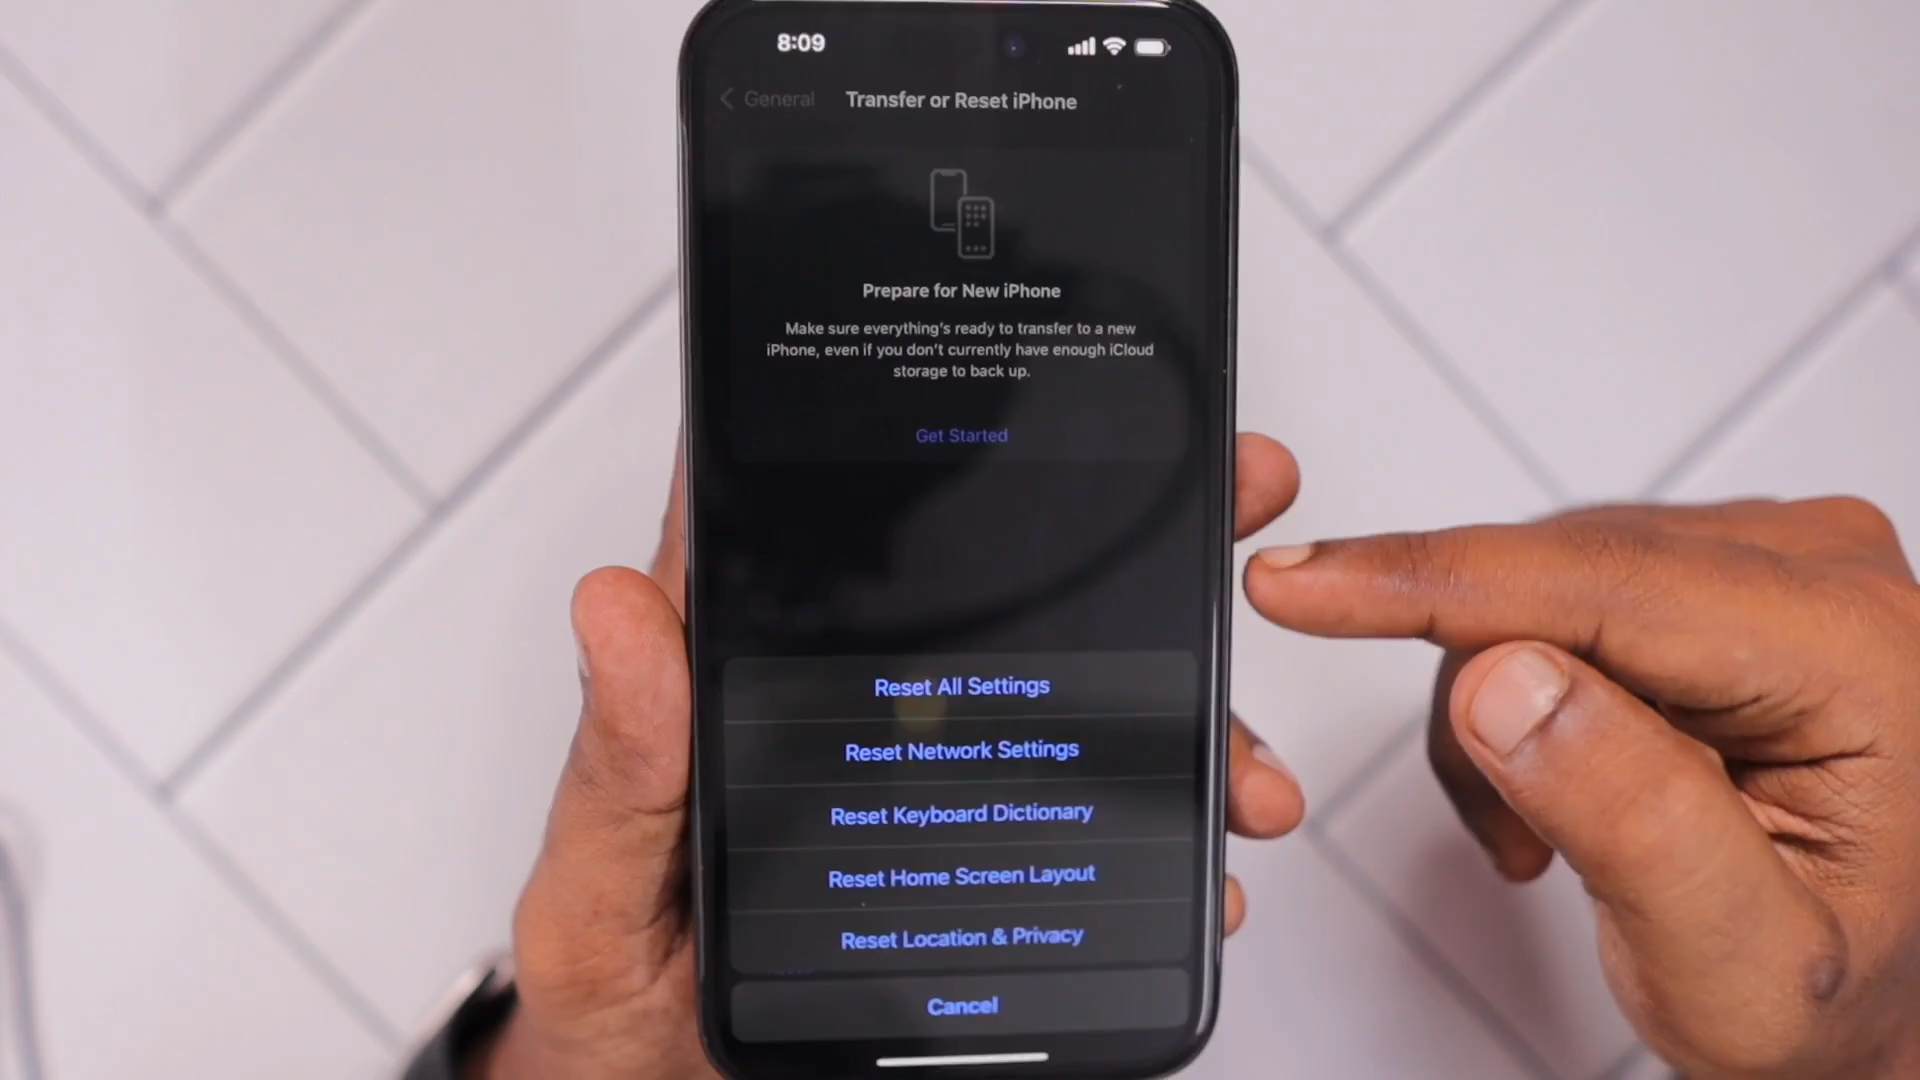 8:09
General
Transfer or Reset iPhone
Prepare for New iPhone
Make sure everything's ready to transfer to a new
iPhone, even if you don't currently have enough iCloud
storage to back up.
Get Started
Reset All Settings
Reset Network Settings
Reset Keyboard Dictionary
Reset Home Screen Layout
Reset Location & Privacy
Cancel